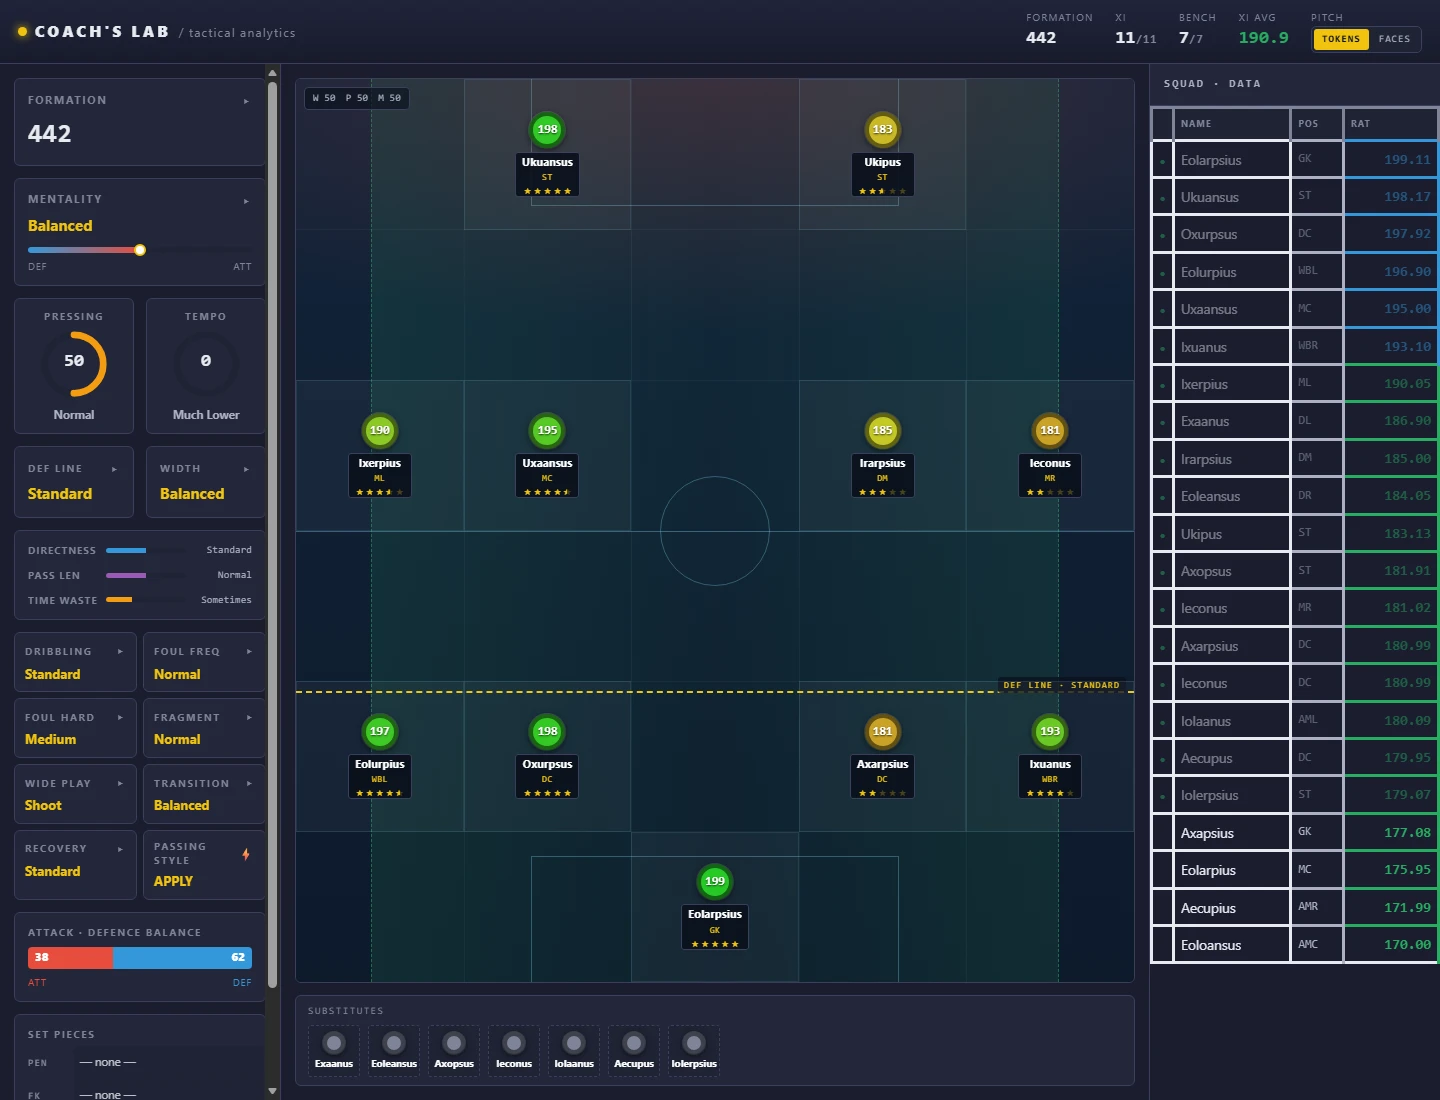 COACH'S LAB / tactical analytics
FORMATION XI BENCH XI AVG PITCH
442 11/11 7/7 190.9 TOKENS FACES
FORMATION ▸
442
MENTALITY ▸
Balanced
DEF ATT
PRESSING TEMPO
50 0
Normal Much Lower
DEF LINE ▸ WIDTH ▸
Standard Balanced
DIRECTNESS Standard
PASS LEN Normal
TIME WASTE Sometimes
DRIBBLING ▸ FOUL FREQ ▸
Standard Normal
FOUL HARD ▸ FRAGMENT ▸
Medium Normal
WIDE PLAY ▸ TRANSITION ▸
Shoot Balanced
RECOVERY ▸ PASSING STYLE
Standard APPLY
ATTACK · DEFENCE BALANCE
38 62
ATT DEF
SET PIECES
PEN — none —
FK — none —
W 50 P 50 M 50
198 183
Ukuansus Ukipus
ST ST
190 195 185 181
Ixerpius Uxaansus Irarpsius Ieconus
ML MC DM MR
DEF LINE · STANDARD
197 198 181 193
Eolurpius Oxurpsus Axarpsius Ixuanus
WBL DC DC WBR
199
Eolarpsius
GK
SUBSTITUTES
Exaanus Eoleansus Axopsus Ieconus Iolaanus Aecupus Iolerpsius
SQUAD · DATA
NAME POS RAT
Eolarpsius GK 199.11
Ukuansus ST 198.17
Oxurpsus DC 197.92
Eolurpius WBL 196.90
Uxaansus MC 195.00
Ixuanus WBR 193.10
Ixerpius ML 190.05
Exaanus DL 186.90
Irarpsius DM 185.00
Eoleansus DR 184.05
Ukipus ST 183.13
Axopsus ST 181.91
Ieconus MR 181.02
Axarpsius DC 180.99
Ieconus DC 180.99
Iolaanus AML 180.09
Aecupus DC 179.95
Iolerpsius ST 179.07
Axapsius GK 177.08
Eolarpius MC 175.95
Aecupius AMR 171.99
Eoloansus AMC 170.00